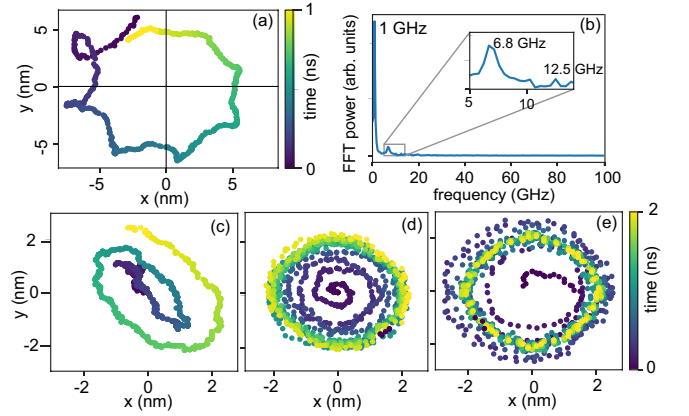 (a)
5
0
-5
y (nm)
-5
0
5
x (nm)
1
0
time (ns)
(b)
1 GHz
6.8 GHz
12.5 GHz
5
10
FFT power (arb. units)
0
20
40
60
80
100
frequency (GHz)
(c)
2
0
-2
y (nm)
-2
0
2
x (nm)
(d)
-2
0
2
x (nm)
(e)
-2
0
2
x (nm)
2
0
time (ns)